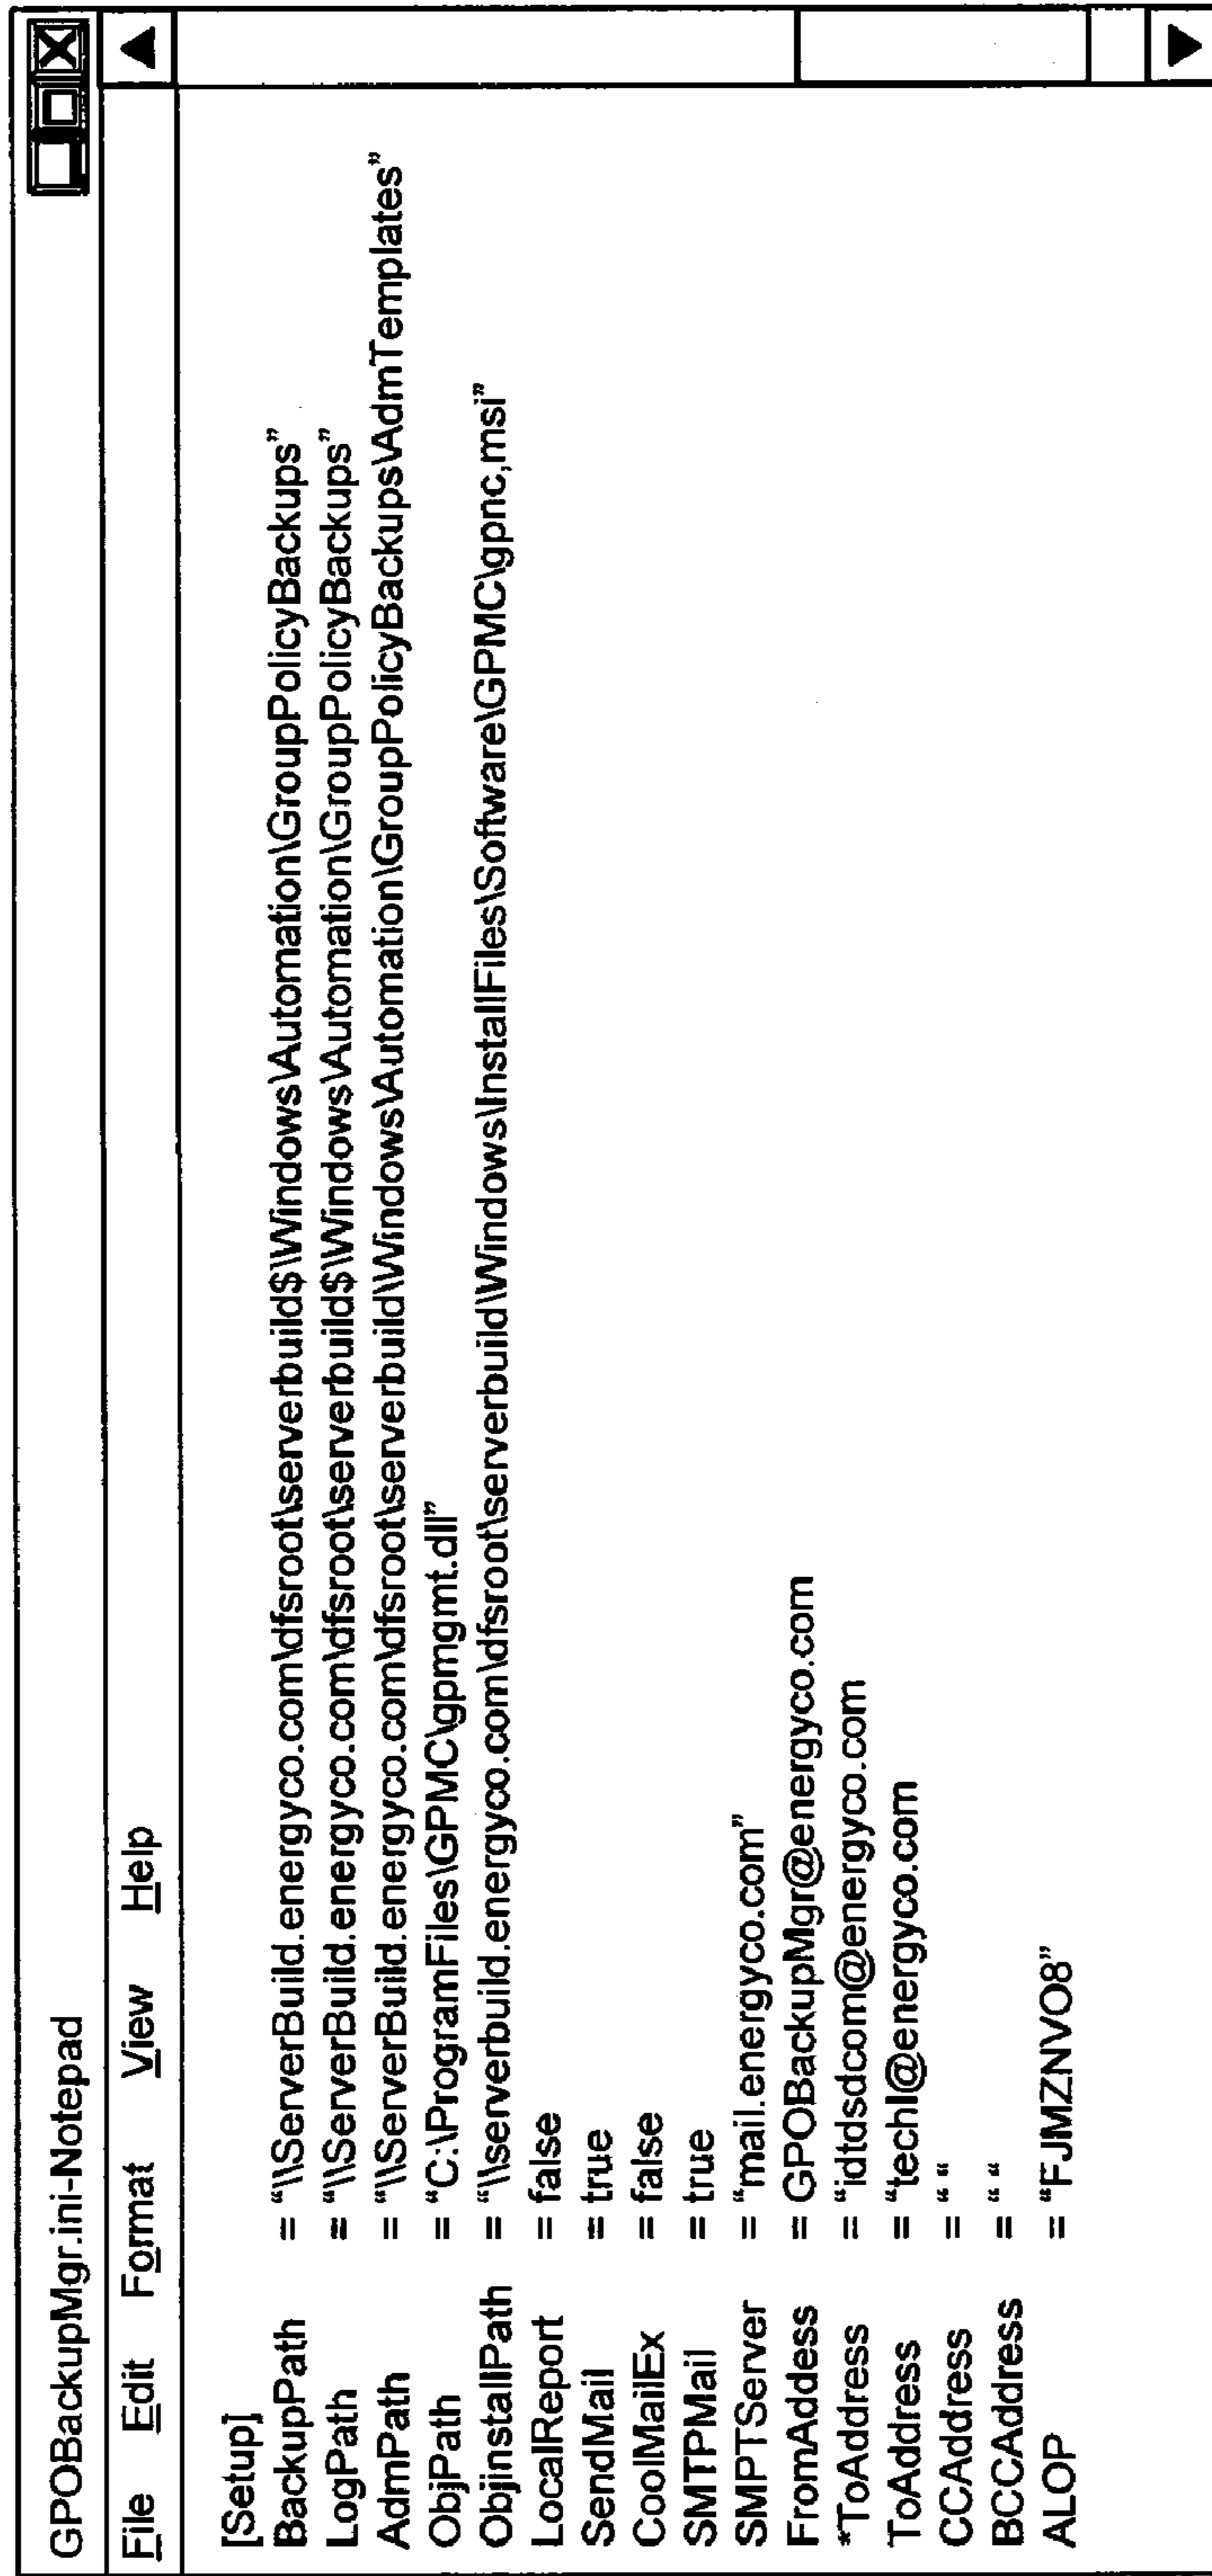 GPOBackupMgr.ini-Notepad
File Edit Format View Help
[Setup]
BackupPath = “\\ServerBuild.energyco.com\dfsroot\serverbuild$\Windows\Automation\GroupPolicyBackups”
LogPath = “\\ServerBuild.energyco.com\dfsroot\serverbuild$\Windows\Automation\GroupPolicyBackups”
AdmPath = “\\ServerBuild.energyco.com\dfsroot\serverbuild\Windows\Automation\GroupPolicyBackups\AdmTemplates”
ObjPath = “C:\ProgramFiles\GPMC\gpmgmt.dll”
ObjinstallPath = “\\serverbuild.energyco.com\dfsroot\serverbuild\Windows\InstallFiles\Software\GPMC\gpnc,msi”
LocalReport = false
SendMail = true
CoolMailEx = false
SMTPMail = true
SMPTServer = “mail.energyco.com”
FromAddess = GPOBackupMgr@energyco.com
*ToAddress = “idtdsdcom@energyco.com
ToAddress = “techl@energyco.com
CCAddress = “ “
BCCAddress = “ “
ALOP = “FJMZNVO8”